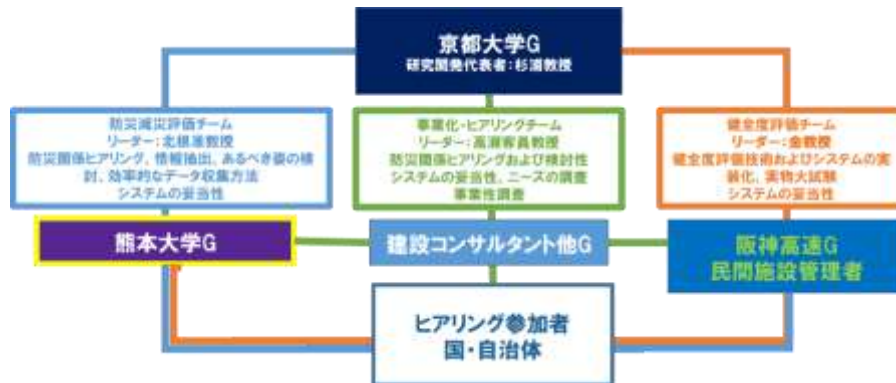 京都大学G
研究開発代表者:杉浦教授
防災減災評価チーム
リーダー:北根准教授
防災関係ヒアリング、情報抽出、あるべき姿の検
討、効率的なデータ収集方法
システムの妥当性
事業化・ヒアリングチーム
リーダー:高瀬客員教授
防災関係ヒアリングおよび検討性
システムの妥当性、ニーズの調査
事業性調査
健全度評価チーム
リーダー:金教授
健全度評価技術およびシステムの実
装化、実物大試験
システムの妥当性
熊本大学G
建設コンサルタント他G
阪神高速G
民間施設管理者
ヒアリング参加者
国・自治体